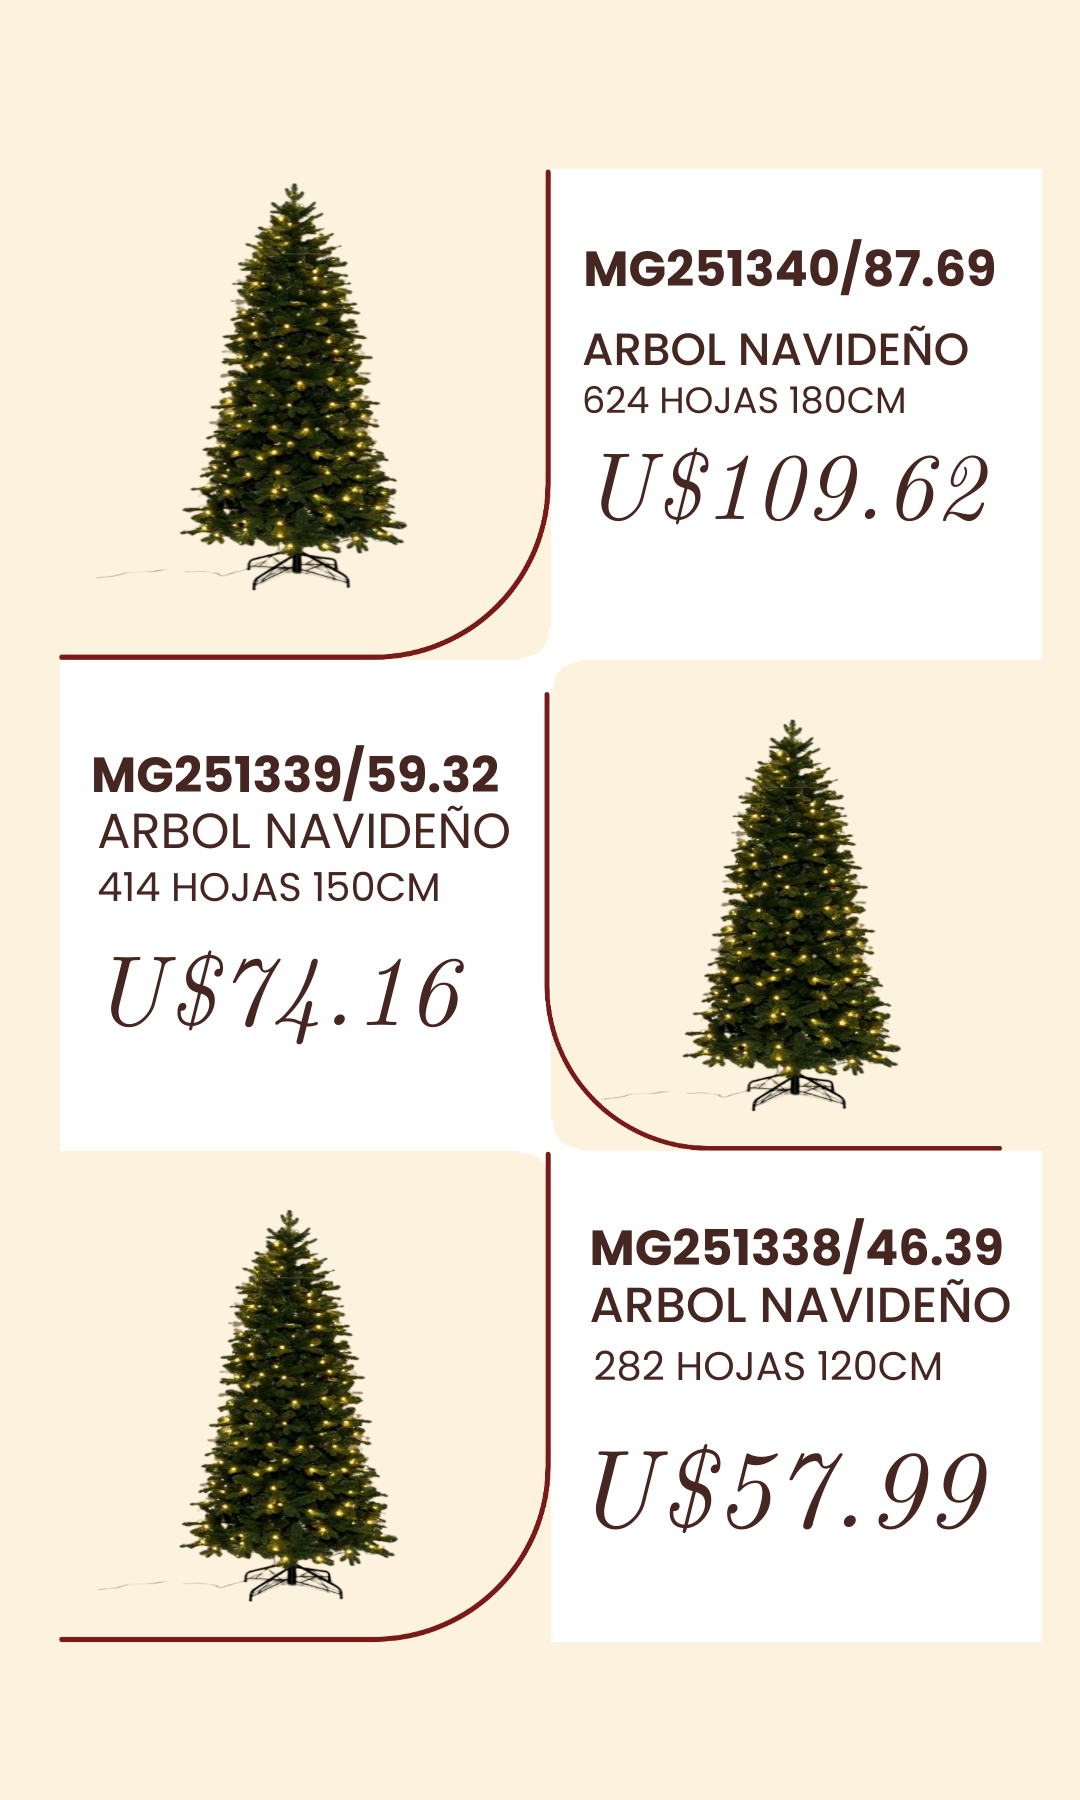 MG251340/87.69
ARBOL NAVIDEÑO
624 HOJAS 180CM
U$109.62
MG251339/59.32
ARBOL NAVIDEÑO
414 HOJAS 150CM
U$74.16
MG251338/46.39
ARBOL NAVIDEÑO
282 HOJAS 120CM
U$57.99